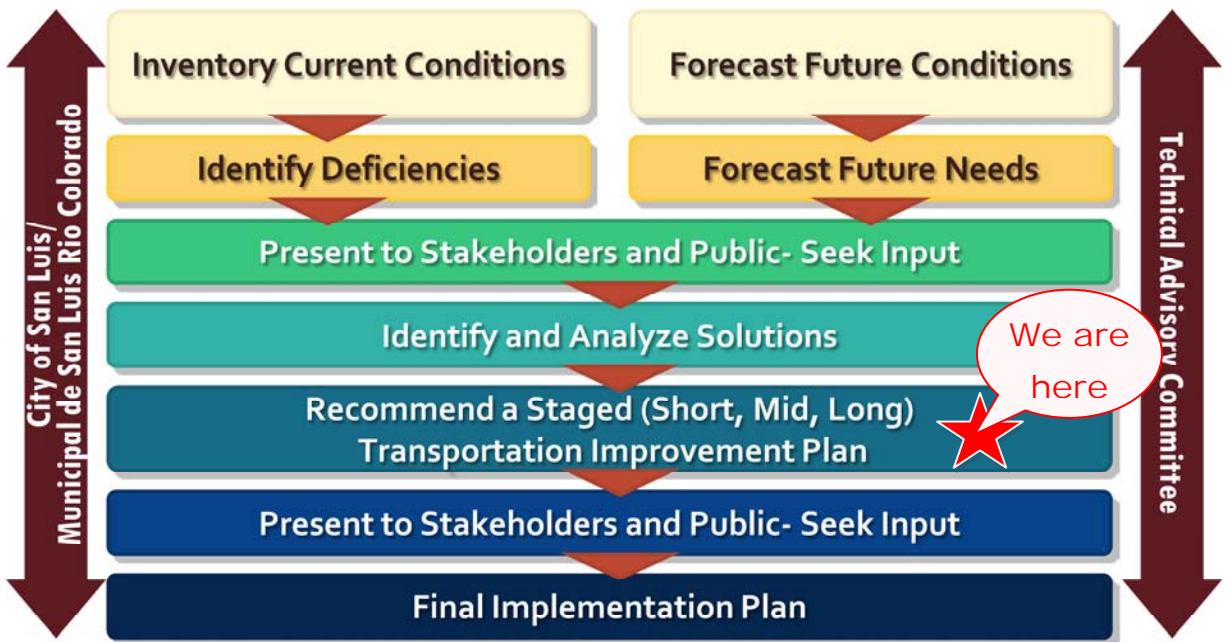 City of San Luis/
Municipal de San Luis Rio Colorado
Inventory Current Conditions
Forecast Future Conditions
Identify Deficiencies
Forecast Future Needs
Present to Stakeholders and Public- Seek Input
Identify and Analyze Solutions
We are
here
Recommend a Staged (Short, Mid, Long)
Transportation Improvement Plan
Present to Stakeholders and Public- Seek Input
Final Implementation Plan
Technical Advisory Committee